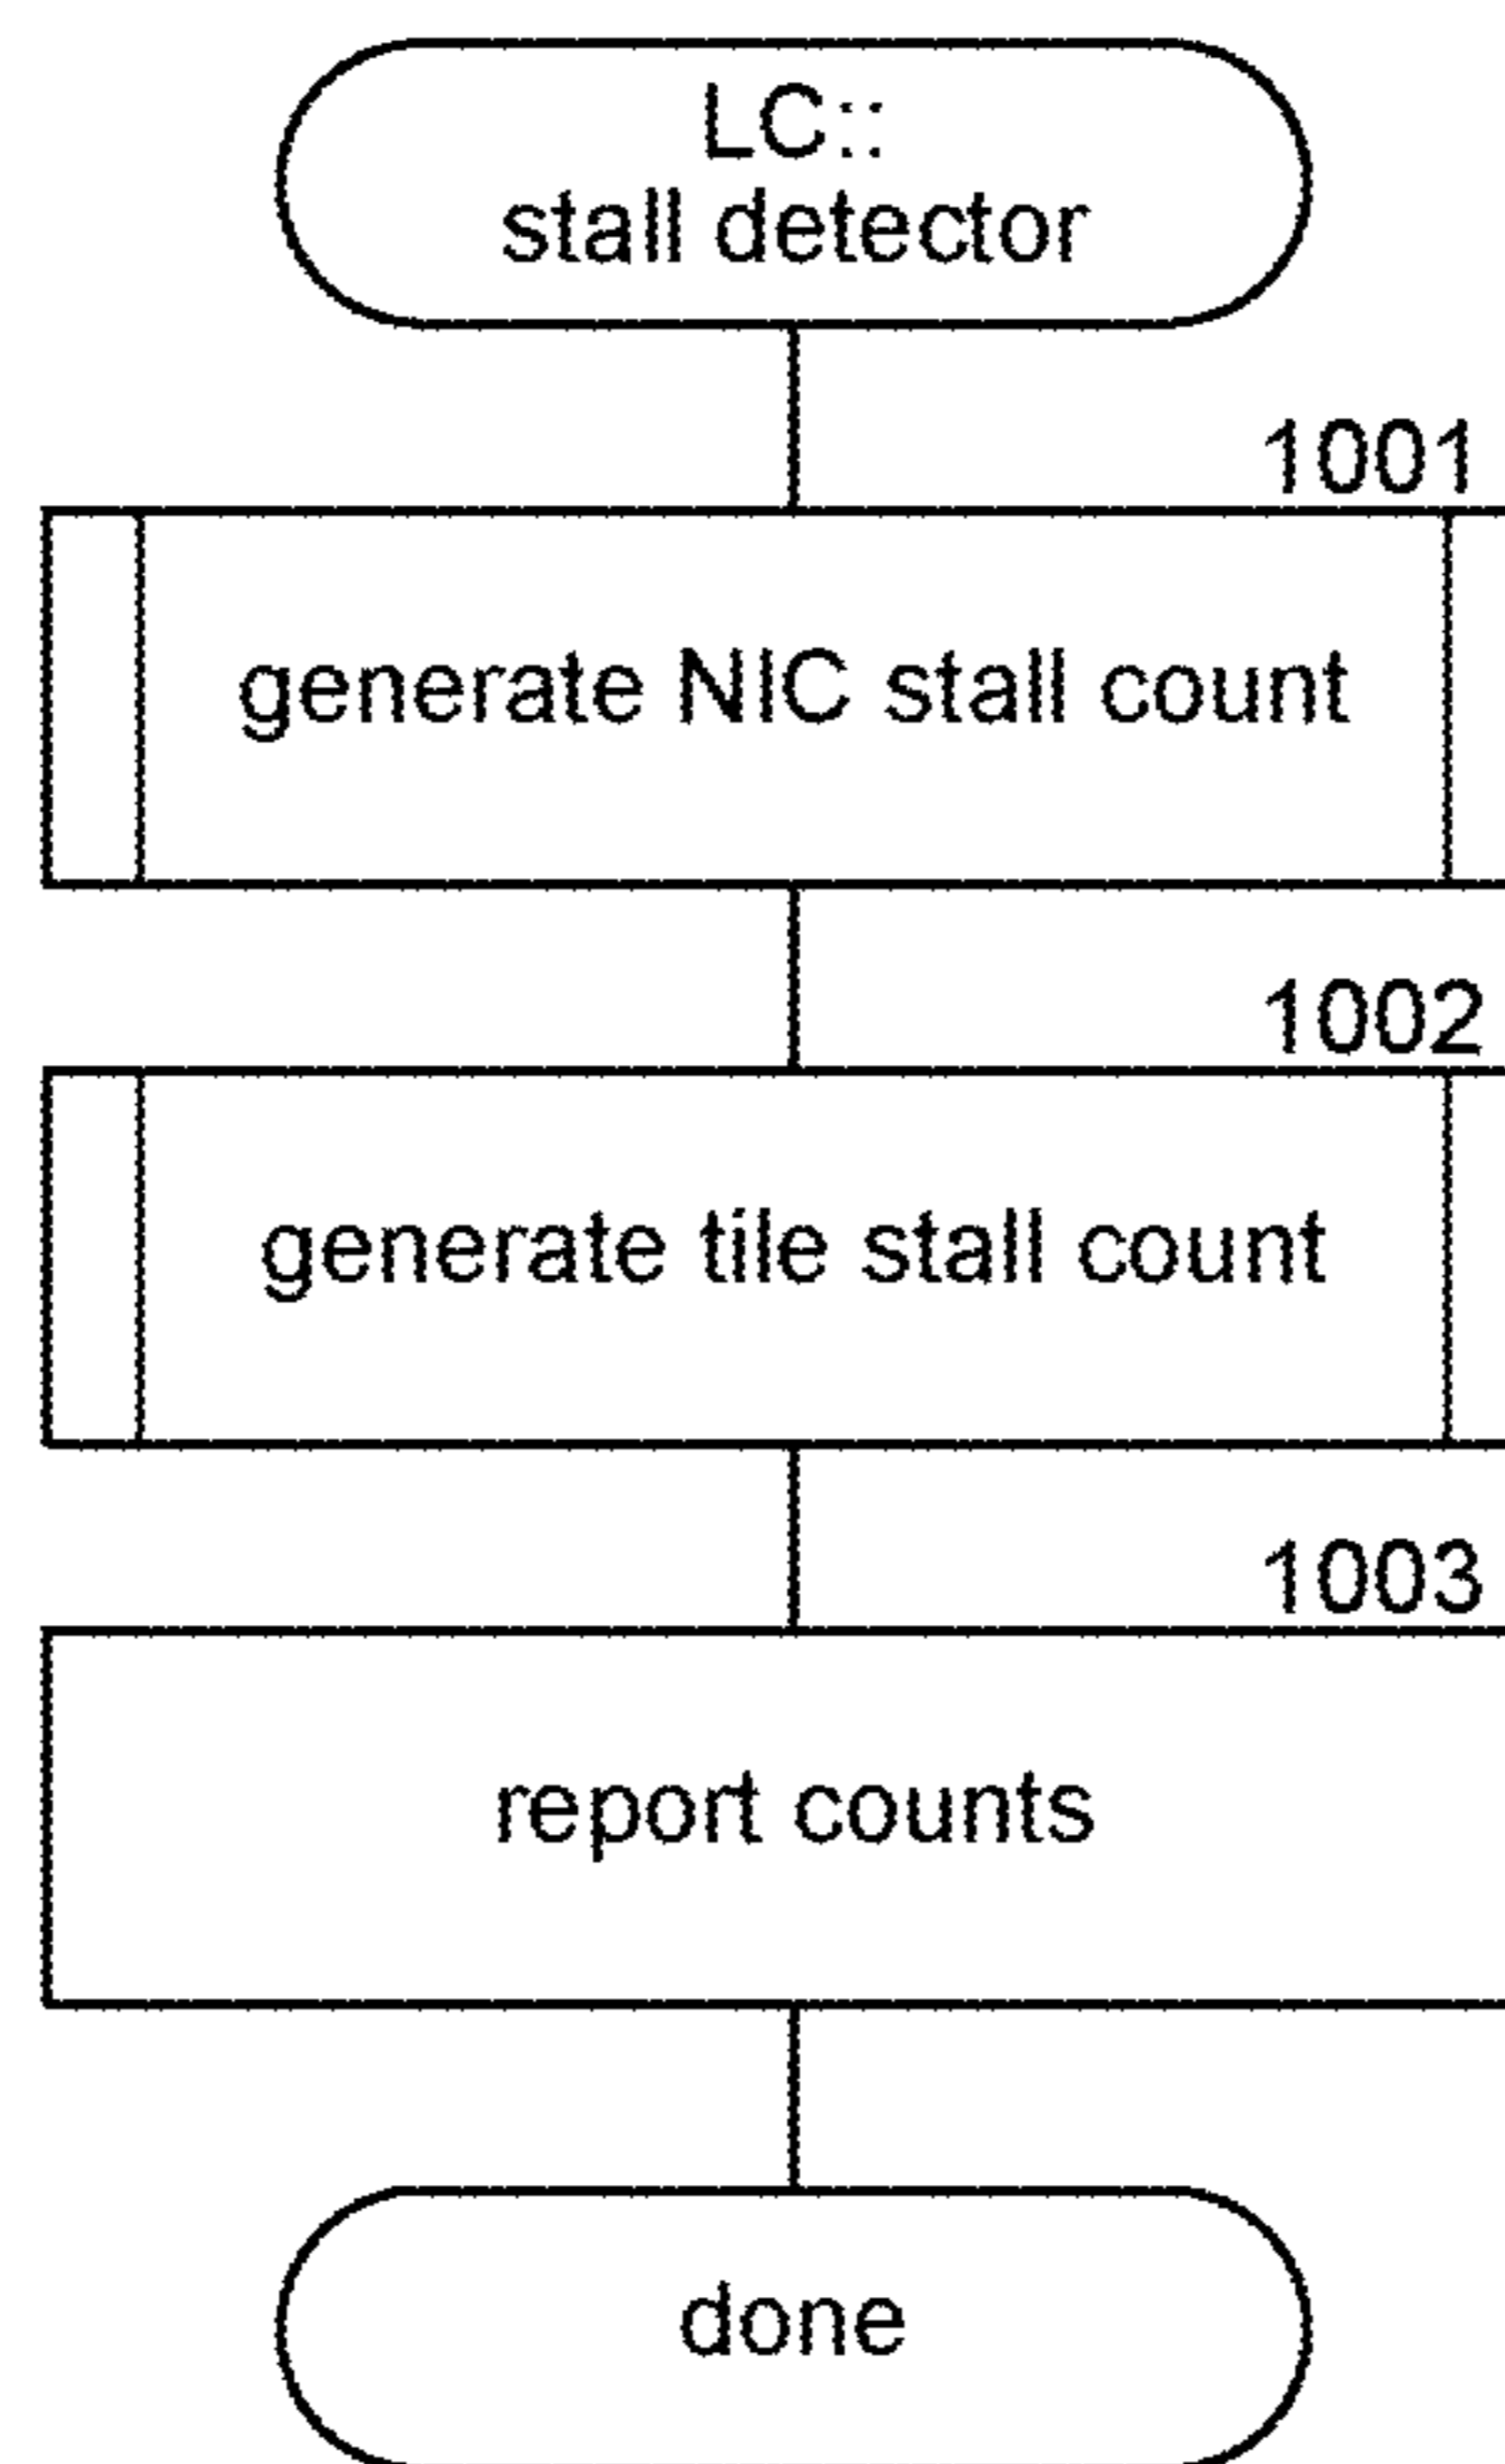 LC::
stall detector
1001
generate NIC stall count
1002
generate tile stall count
1003
report counts
done